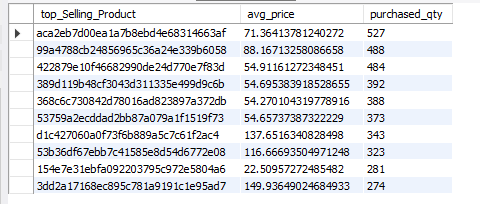 top_Selling_Product avg_price purchased_qty
aca2eb7d00ea1a7b8ebd4e68314663af 71.36413781240272 527
99a4788cb24856965c36a24e339b6058 88.16713258086658 488
422879e10f46682990de24d770e7f83d 54.91161272348451 484
389d119b48cf3043d311335e499d9c6b 54.695383918528655 392
368c6c730842d78016ad823897a372db 54.270104319778916 388
53759a2ecddad2bb87a079a1f1519f73 54.65737387322229 373
d1c427060a0f73f6b889a5c7c61f2ac4 137.6516340828498 343
53b36df67ebb7c41585e8d54d6772e08 116.66693504971248 323
154e7e31ebfa092203795c972e5804a6 22.50957272485482 281
3dd2a17168ec895c781a9191c1e95ad7 149.93649024684933 274